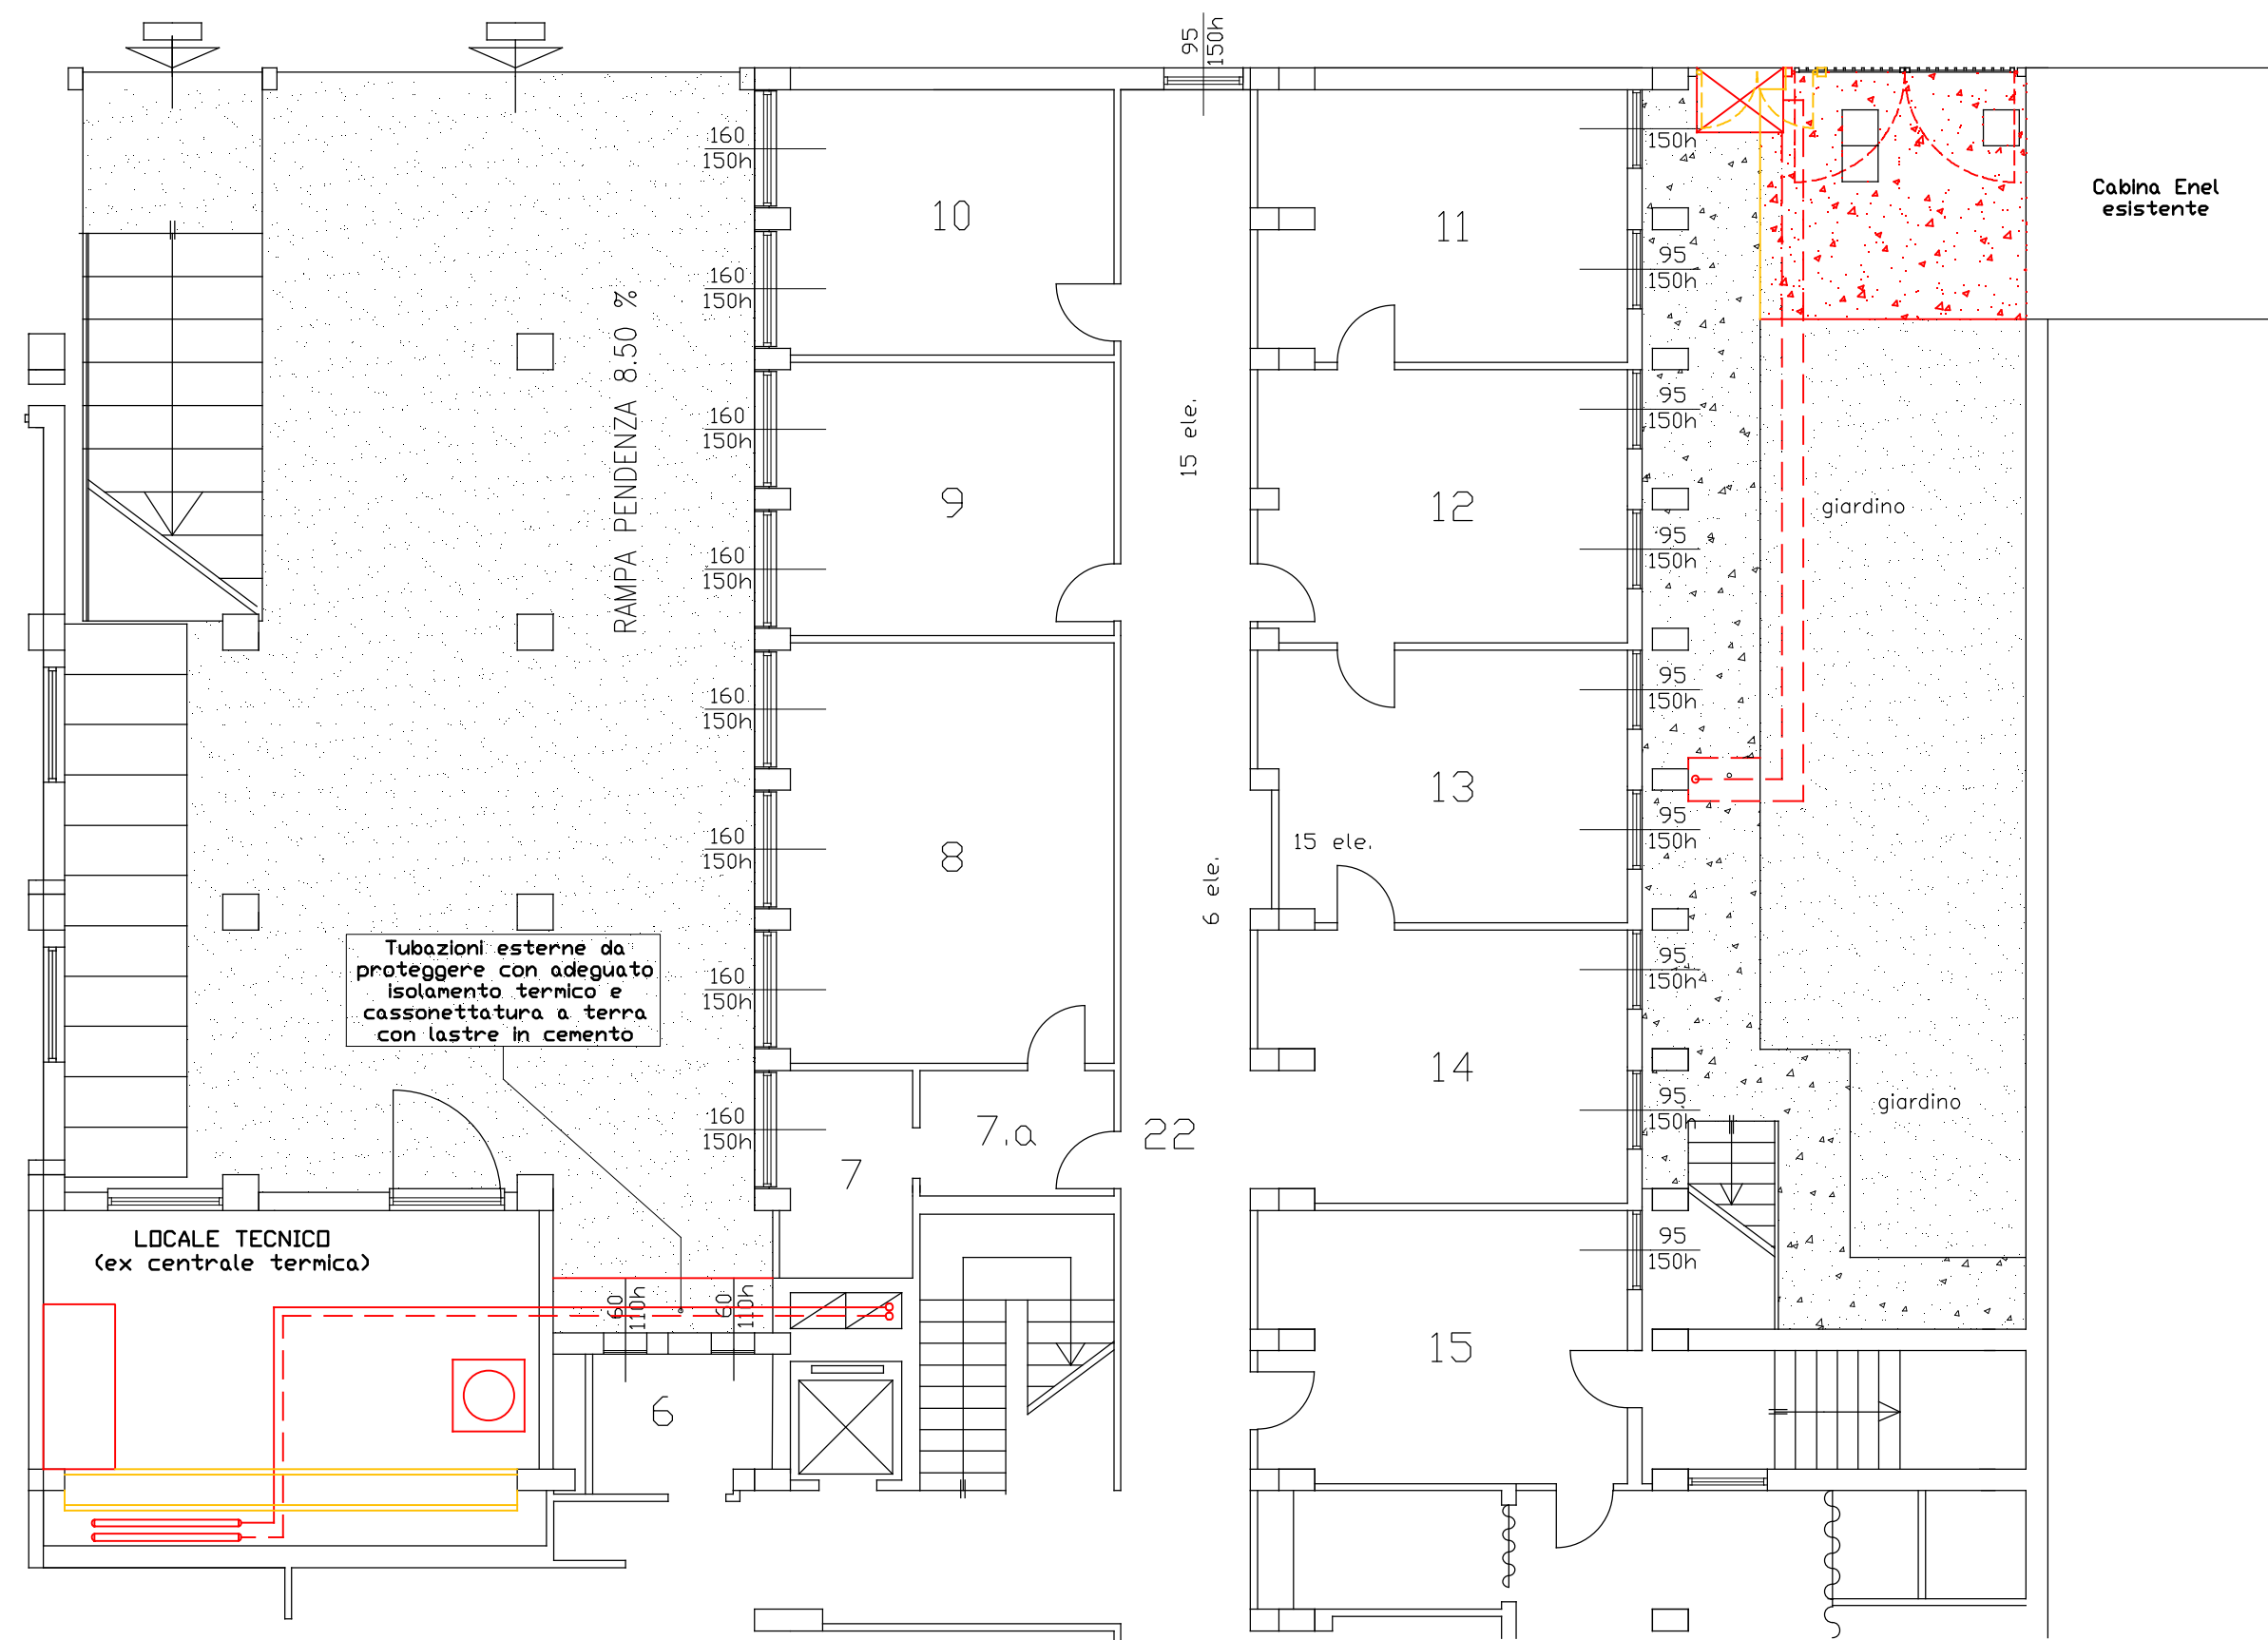 95
150h
160
150h
10
11
150h
Cabina Enel
esistente
160
150h
95
150h
RAMPA PENDENZA 8.50 %
160
150h
15 ele.
95
150h
9
12
giardino
160
150h
95
150h
160
150h
95
150h
8
13
15 ele.
6 ele.
160
150h
95
150h
Tubazioni esterne da
proteggere con adeguato
isolamento termico e
cassonettatura a terra
con lastre in cemento
160
150h
95
150h
14
160
150h
7
7.a
22
95
150h
giardino
LOCALE TECNICO
(ex centrale termica)
95
150h
60
110h
60
110h
6
15